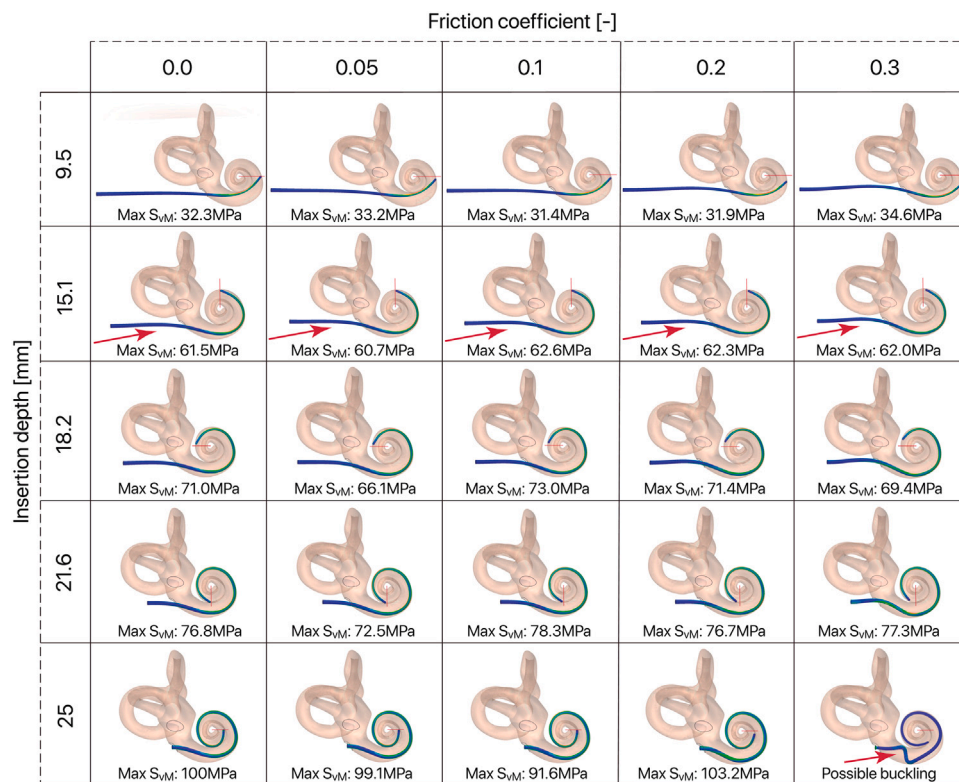 Friction coefficient [-]
0.0 0.05 0.1 0.2 0.3
Insertion depth [mm]
9.5
Max SvM: 32.3MPa Max SvM: 33.2MPa Max SvM: 31.4MPa Max SvM: 31.9MPa Max SvM: 34.6MPa
15.1
Max SvM: 61.5MPa Max SvM: 60.7MPa Max SvM: 62.6MPa Max SvM: 62.3MPa Max SvM: 62.0MPa
18.2
Max SvM: 71.0MPa Max SvM: 66.1MPa Max SvM: 73.0MPa Max SvM: 71.4MPa Max SvM: 69.4MPa
21.6
Max SvM: 76.8MPa Max SvM: 72.5MPa Max SvM: 78.3MPa Max SvM: 76.7MPa Max SvM: 77.3MPa
25
Max SvM: 100MPa Max SvM: 99.1MPa Max SvM: 91.6MPa Max SvM: 103.2MPa Possible buckling